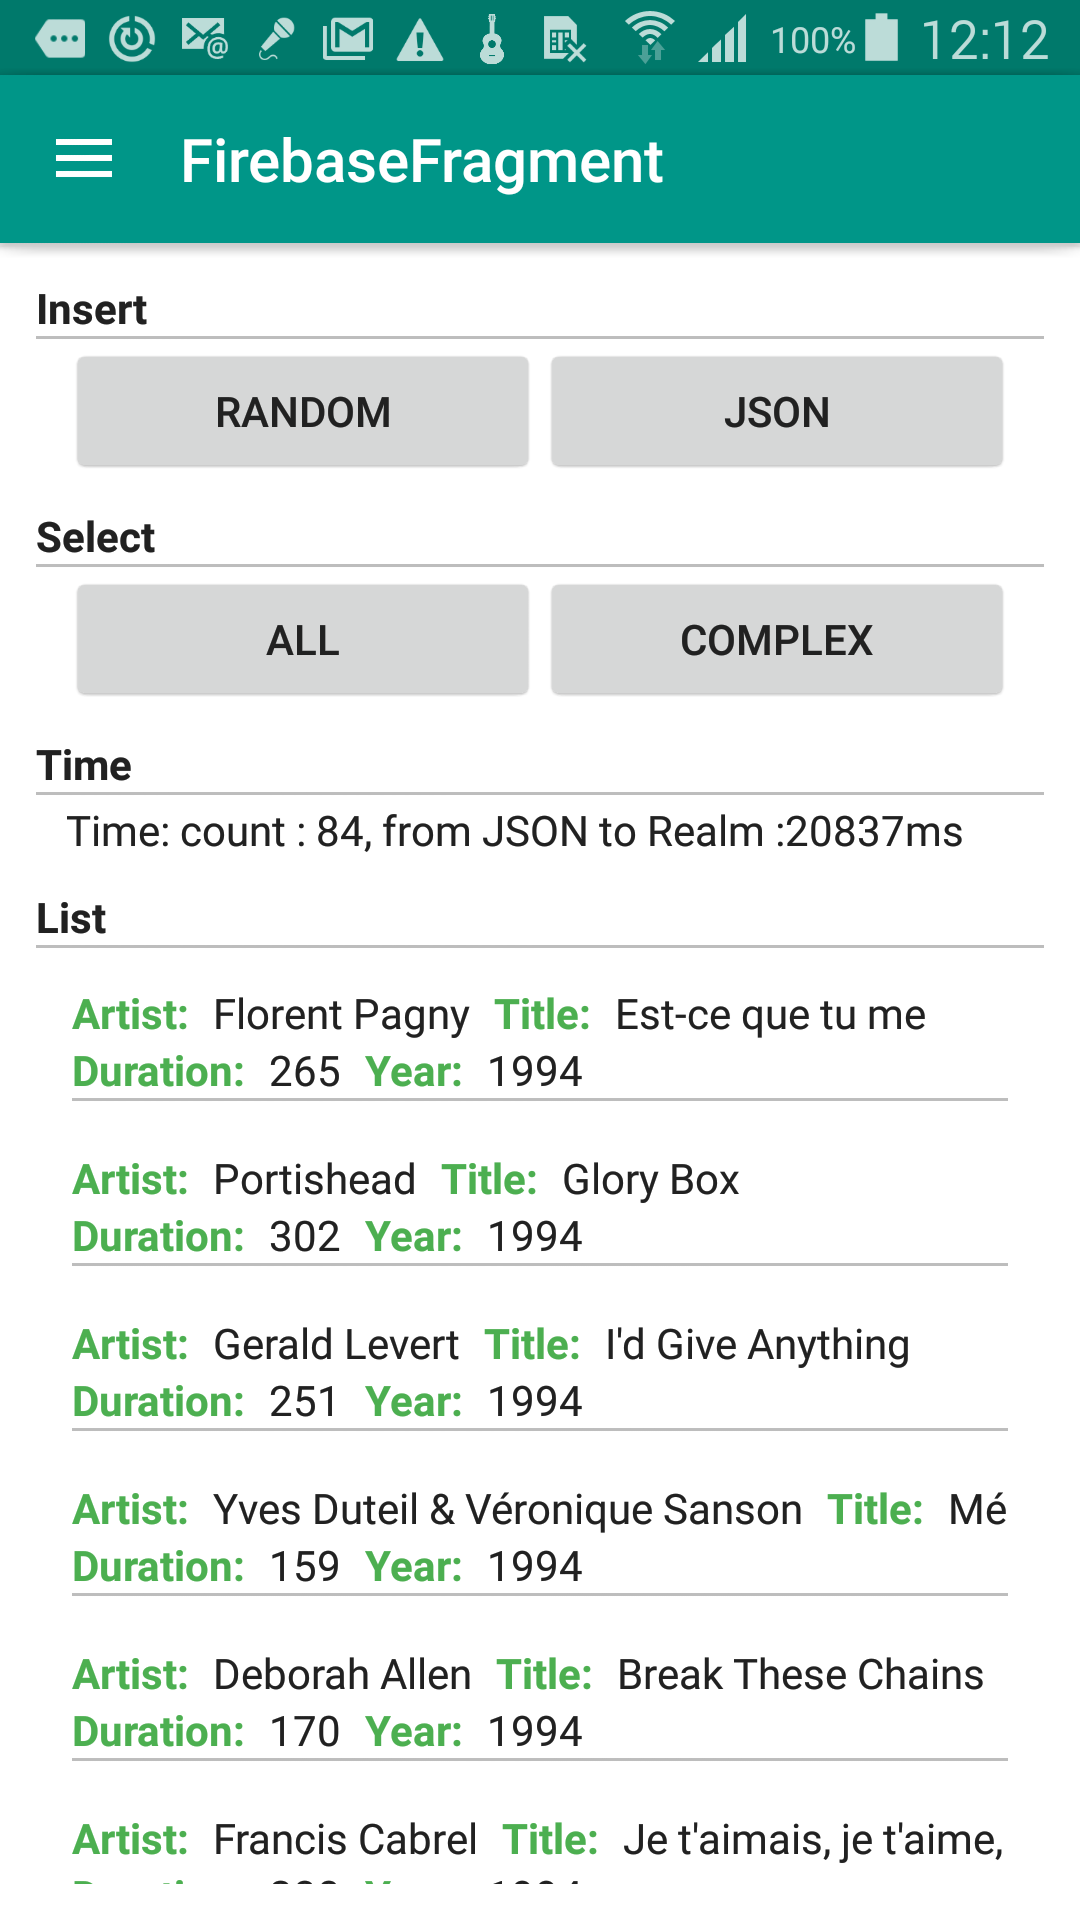 100% 12:12
FirebaseFragment
Insert
RANDOM JSON
Select
ALL COMPLEX
Time
Time: count : 84, from JSON to Realm :20837ms
List
Artist: Florent Pagny Title: Est-ce que tu me
Duration: 265 Year: 1994
Artist: Portishead Title: Glory Box
Duration: 302 Year: 1994
Artist: Gerald Levert Title: I'd Give Anything
Duration: 251 Year: 1994
Artist: Yves Duteil & Véronique Sanson Title: Mé
Duration: 159 Year: 1994
Artist: Deborah Allen Title: Break These Chains
Duration: 170 Year: 1994
Artist: Francis Cabrel Title: Je t'aimais, je t'aime,